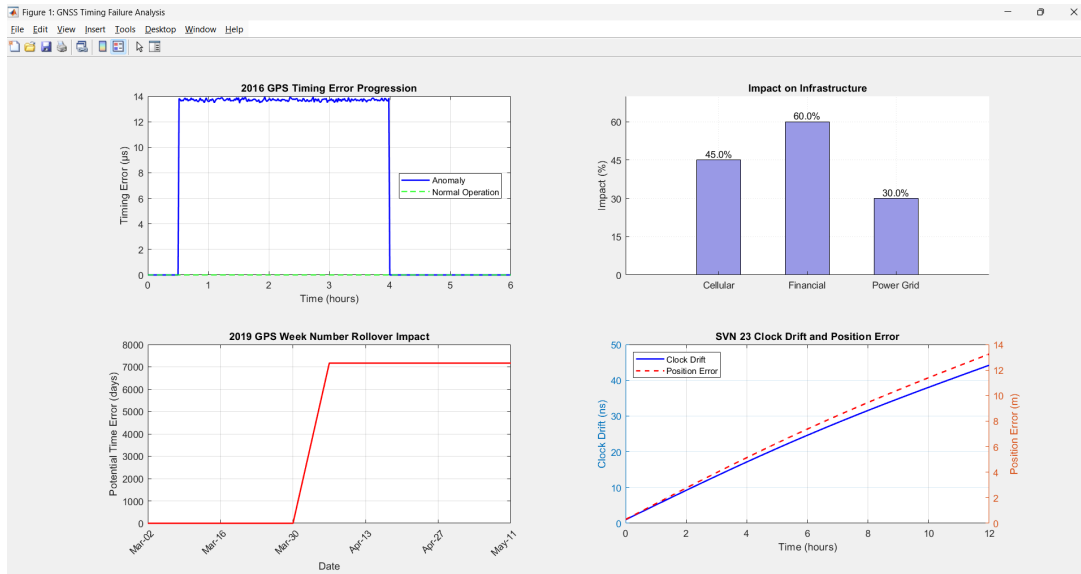 Figure 1: GNSS Timing Failure Analysis
File Edit View Insert Tools Desktop Window Help
2016 GPS Timing Error Progression
14
12
10
8
6
4
2
0
Timing Error (µs)
Anomaly
Normal Operation
0 1 2 3 4 5 6
Time (hours)
Impact on Infrastructure
60
45
30
15
0
Impact (%)
45.0%
60.0%
30.0%
Cellular Financial Power Grid
2019 GPS Week Number Rollover Impact
8000
7000
6000
5000
4000
3000
2000
1000
0
Potential Time Error (days)
Mar-02 Mar-16 Mar-30 Apr-13 Apr-27 May-11
Date
SVN 23 Clock Drift and Position Error
50
40
30
20
10
0
Clock Drift (ns)
Clock Drift
Position Error
14
12
10
8
6
4
2
0
Position Error (m)
0 2 4 6 8 10 12
Time (hours)